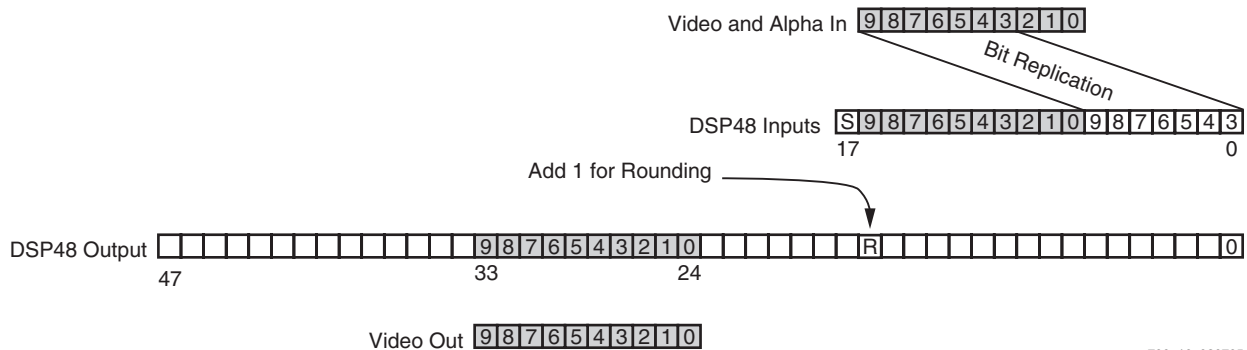 Video and Alpha In 9 8 7 6 5 4 3 2 1 0
Bit Replication
DSP48 Inputs S 9 8 7 6 5 4 3 2 1 0 9 8 7 6 5 4 3
17 0
Add 1 for Rounding
DSP48 Output 9 8 7 6 5 4 3 2 1 0 R 0
47 33 24
Video Out 9 8 7 6 5 4 3 2 1 0